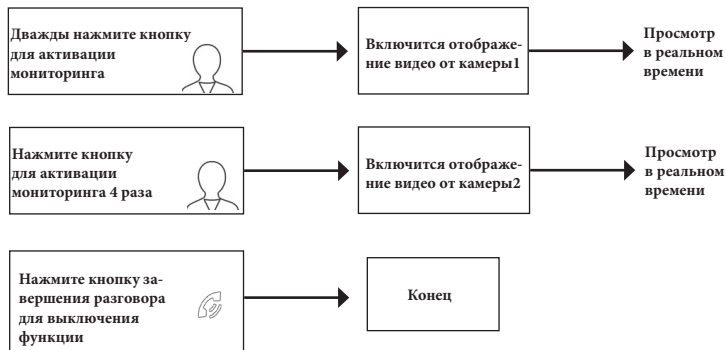 Дважды нажмите кнопку
для активации
мониторинга
Включится отображе-
ние видео от камеры1
Просмотр
в реальном
времени
Нажмите кнопку
для активации
мониторинга 4 раза
Включится отображе-
ние видео от камеры2
Просмотр
в реальном
времени
Нажмите кнопку за-
вершения разговора
для выключения
функции
Конец